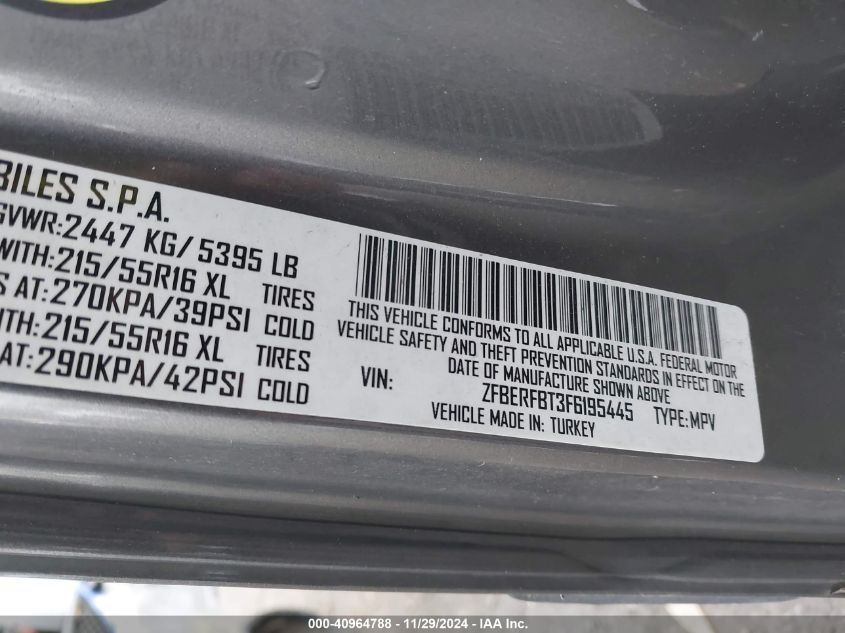 BILES S.P.A.
GVWR:2447 KG/ 5395 LB
WITH:215/55R16 XL TIRES
S AT:270KPA/39PSI COLD
ITH:215/55R16 XL TIRES
AT:290KPA/42PSI COLD
THIS VEHICLE CONFORMS TO ALL APPLICABLE U.S.A. FEDERAL MOTOR
VEHICLE SAFETY AND THEFT PREVENTION STANDARDS IN EFFECT ON THE
DATE OF MANUFACTURE SHOWN ABOVE
VIN: ZFBERFBT3F6195445 TYPE:MPV
VEHICLE MADE IN: TURKEY
000-40964788 - 11/29/2024 - IAA Inc.